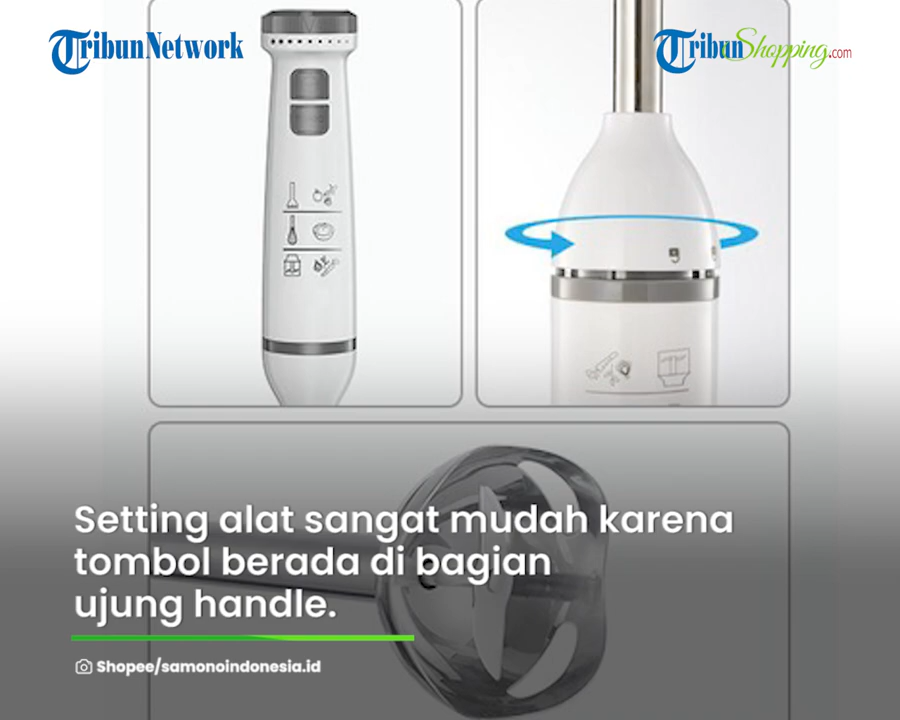 TribunNetwork
TribunShopping.com
Setting alat sangat mudah karena
tombol berada di bagian
ujung handle.
Shopee/samonoindonesia.id